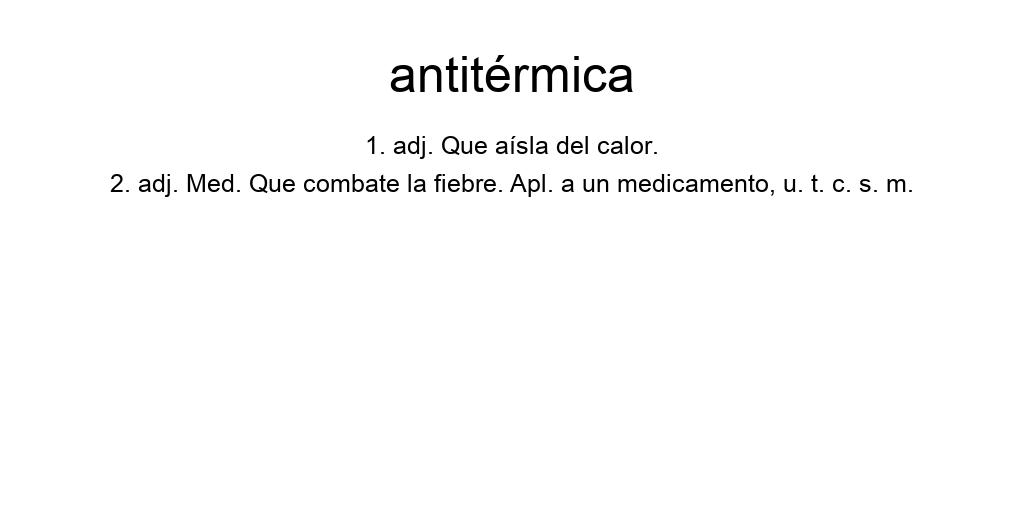 antitérmica
1. adj. Que aísla del calor.
2. adj. Med. Que combate la fiebre. Apl. a un medicamento, u. t. c. s. m.